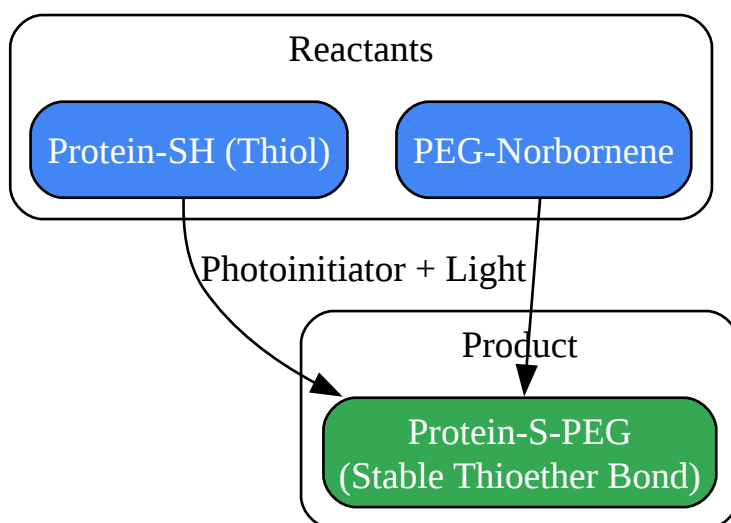 Reactants
Protein-SH (Thiol)
PEG-Norbornene
Photoinitiator + Light
Product
Protein-S-PEG
(Stable Thioether Bond)